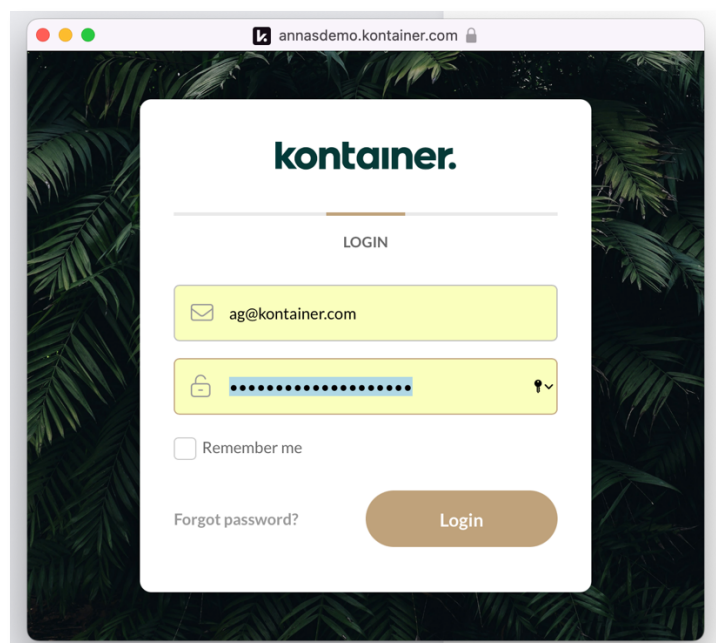 annasdemo.kontainer.com
kontainer.
LOGIN
ag@kontainer.com
••••••••••••••••••••
Remember me
Forgot password?
Login